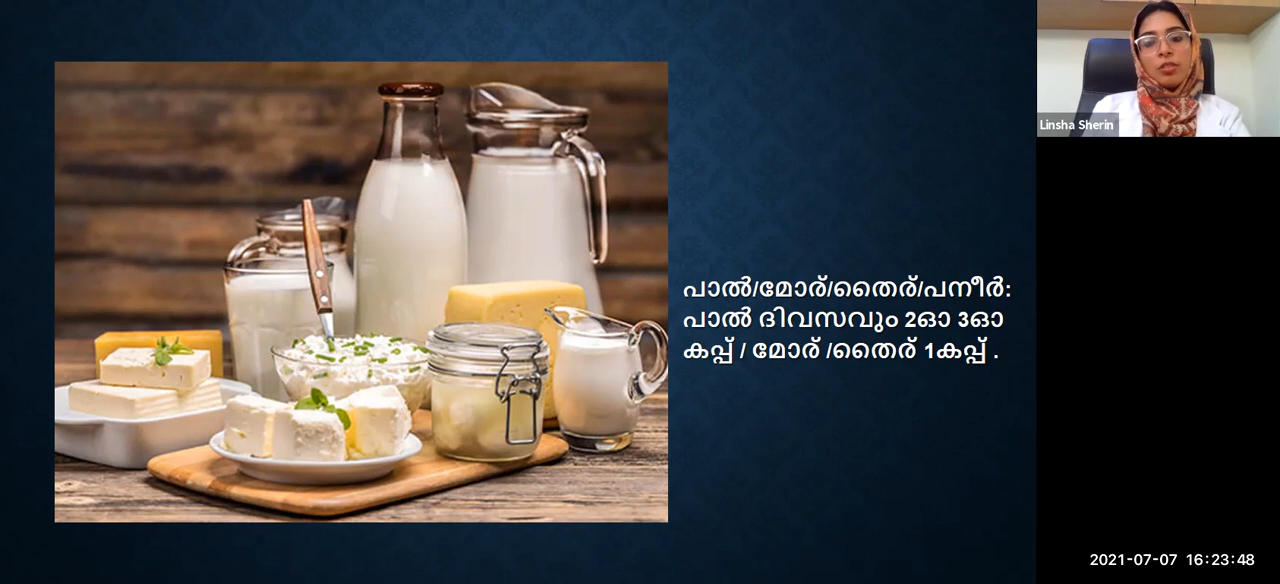 പാൽ/മോര്/തൈര്/പനീർ:
പാൽ ദിവസവും 2ഓ 3ഓ
കപ്പ് / മോര് /തൈര് 1കപ്പ് .
Linsha Sherin
2021-07-07 16:23:48